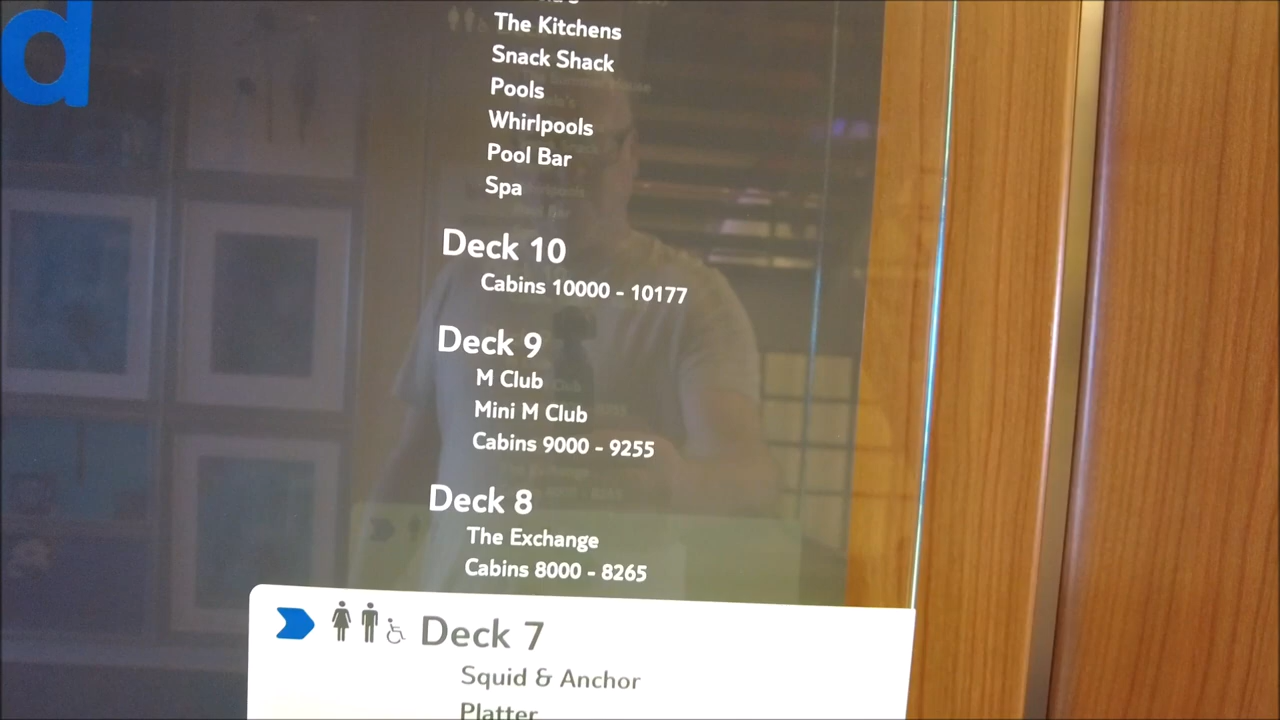 d
The Kitchens
Snack Shack
Pools
Whirlpools
Pool Bar
Spa
Deck 10
Cabins 10000 - 10177
Deck 9
M Club
Mini M Club
Cabins 9000 - 9255
Deck 8
The Exchange
Cabins 8000 - 8265
Deck 7
Squid & Anchor
Platter